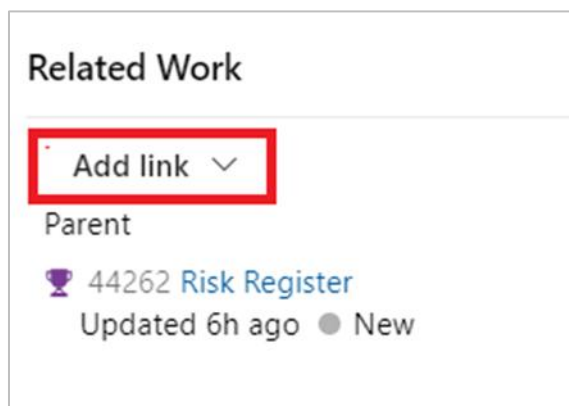 Related Work
Add link
Parent
44262 Risk Register
Updated 6h ago New